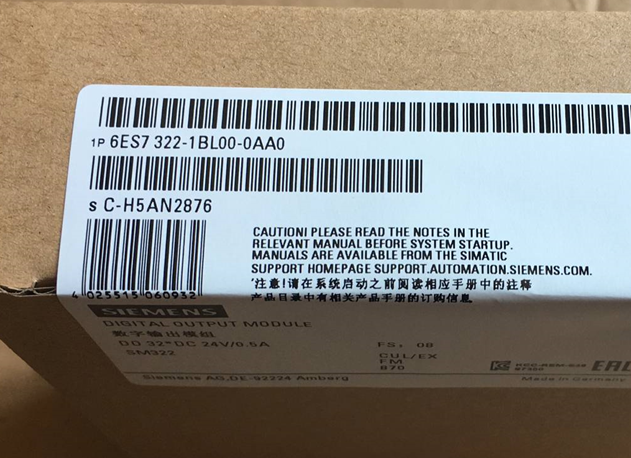 1P 6ES7 322-1BL00-0AA0
S C-H5AN2876
CAUTION! PLEASE READ THE NOTES IN THE
RELEVANT MANUAL BEFORE SYSTEM STARTUP.
MANUALS ARE AVAILABLE FROM THE SIMATIC
SUPPORT HOMEPAGE SUPPORT.AUTOMATION.SIEMENS.COM.
注意!请在系统启动之前阅读相应手册中的注释
产品目录中有相关产品手册的订购信息
4 025515 060932
SIEMENS
DIGITAL OUTPUT MODULE
数字输出模组
DO 32*DC 24V/0.5A
SM322
FS: 08
CUL/EX
FM
870
EAC
Siemens AG,DE-92224 Amberg
Made in Germany